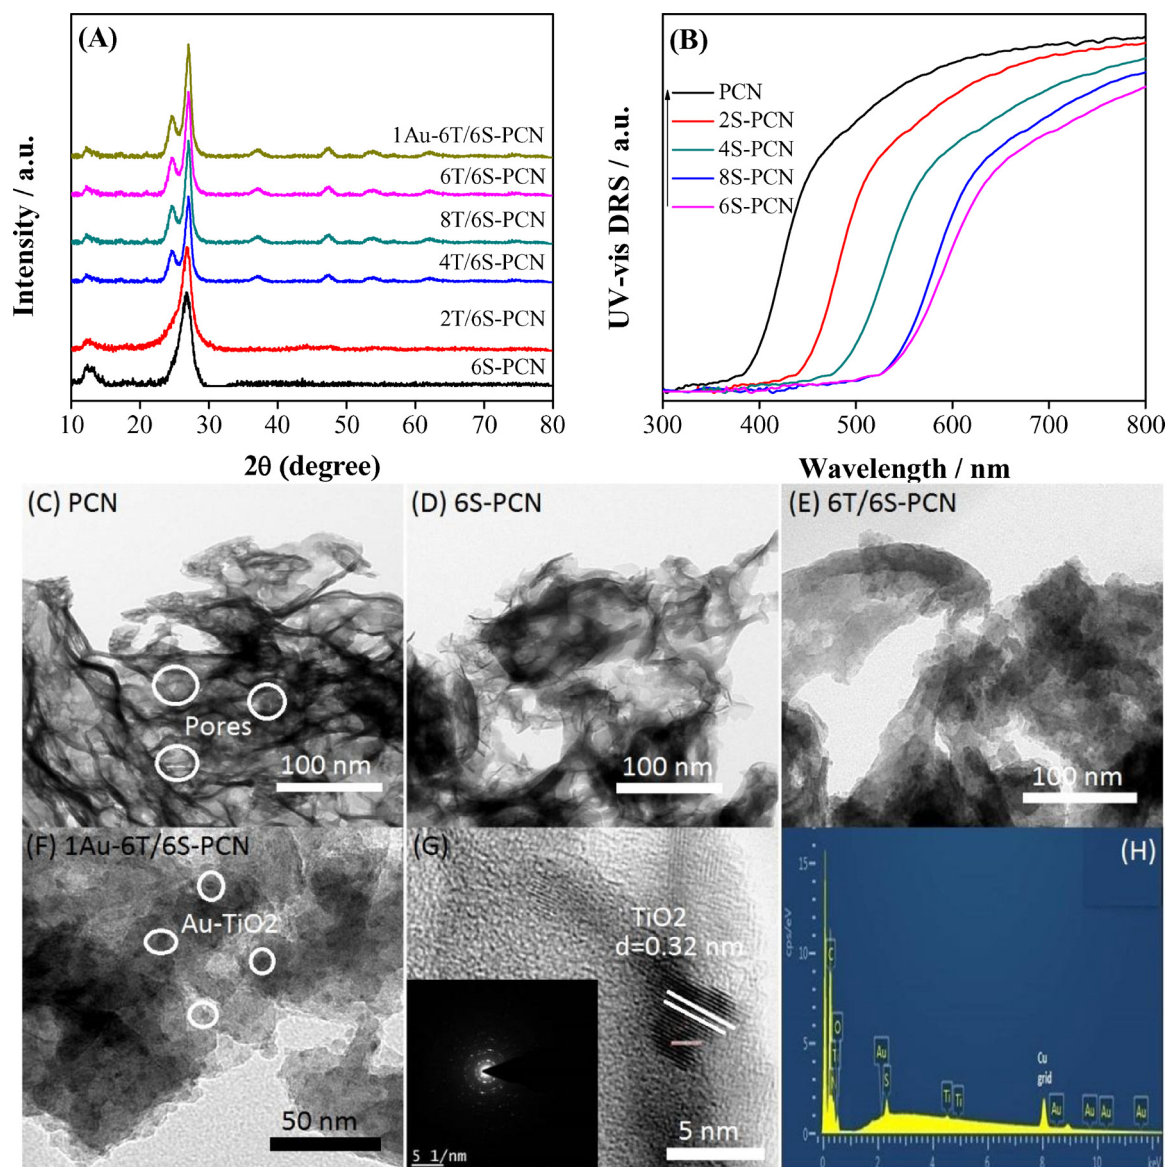 (A)
Intensity / a.u.
1Au-6T/6S-PCN
6T/6S-PCN
8T/6S-PCN
4T/6S-PCN
2T/6S-PCN
6S-PCN
10 20 30 40 50 60 70 80
2θ (degree)
(B)
UV-vis DRS / a.u.
PCN
2S-PCN
4S-PCN
8S-PCN
6S-PCN
300 400 500 600 700 800
Wavelength / nm
(C) PCN
Pores
100 nm
(D) 6S-PCN
100 nm
(E) 6T/6S-PCN
100 nm
(F) 1Au-6T/6S-PCN
Au-TiO2
50 nm
(G)
TiO2
d=0.32 nm
5 1/nm
5 nm
(H)
cps/eV
15
10
5
0
C
O
Au
S
Ti
Ti
Cu
grid
Au
Au
Au
Au
0 2 4 6 8 10
keV